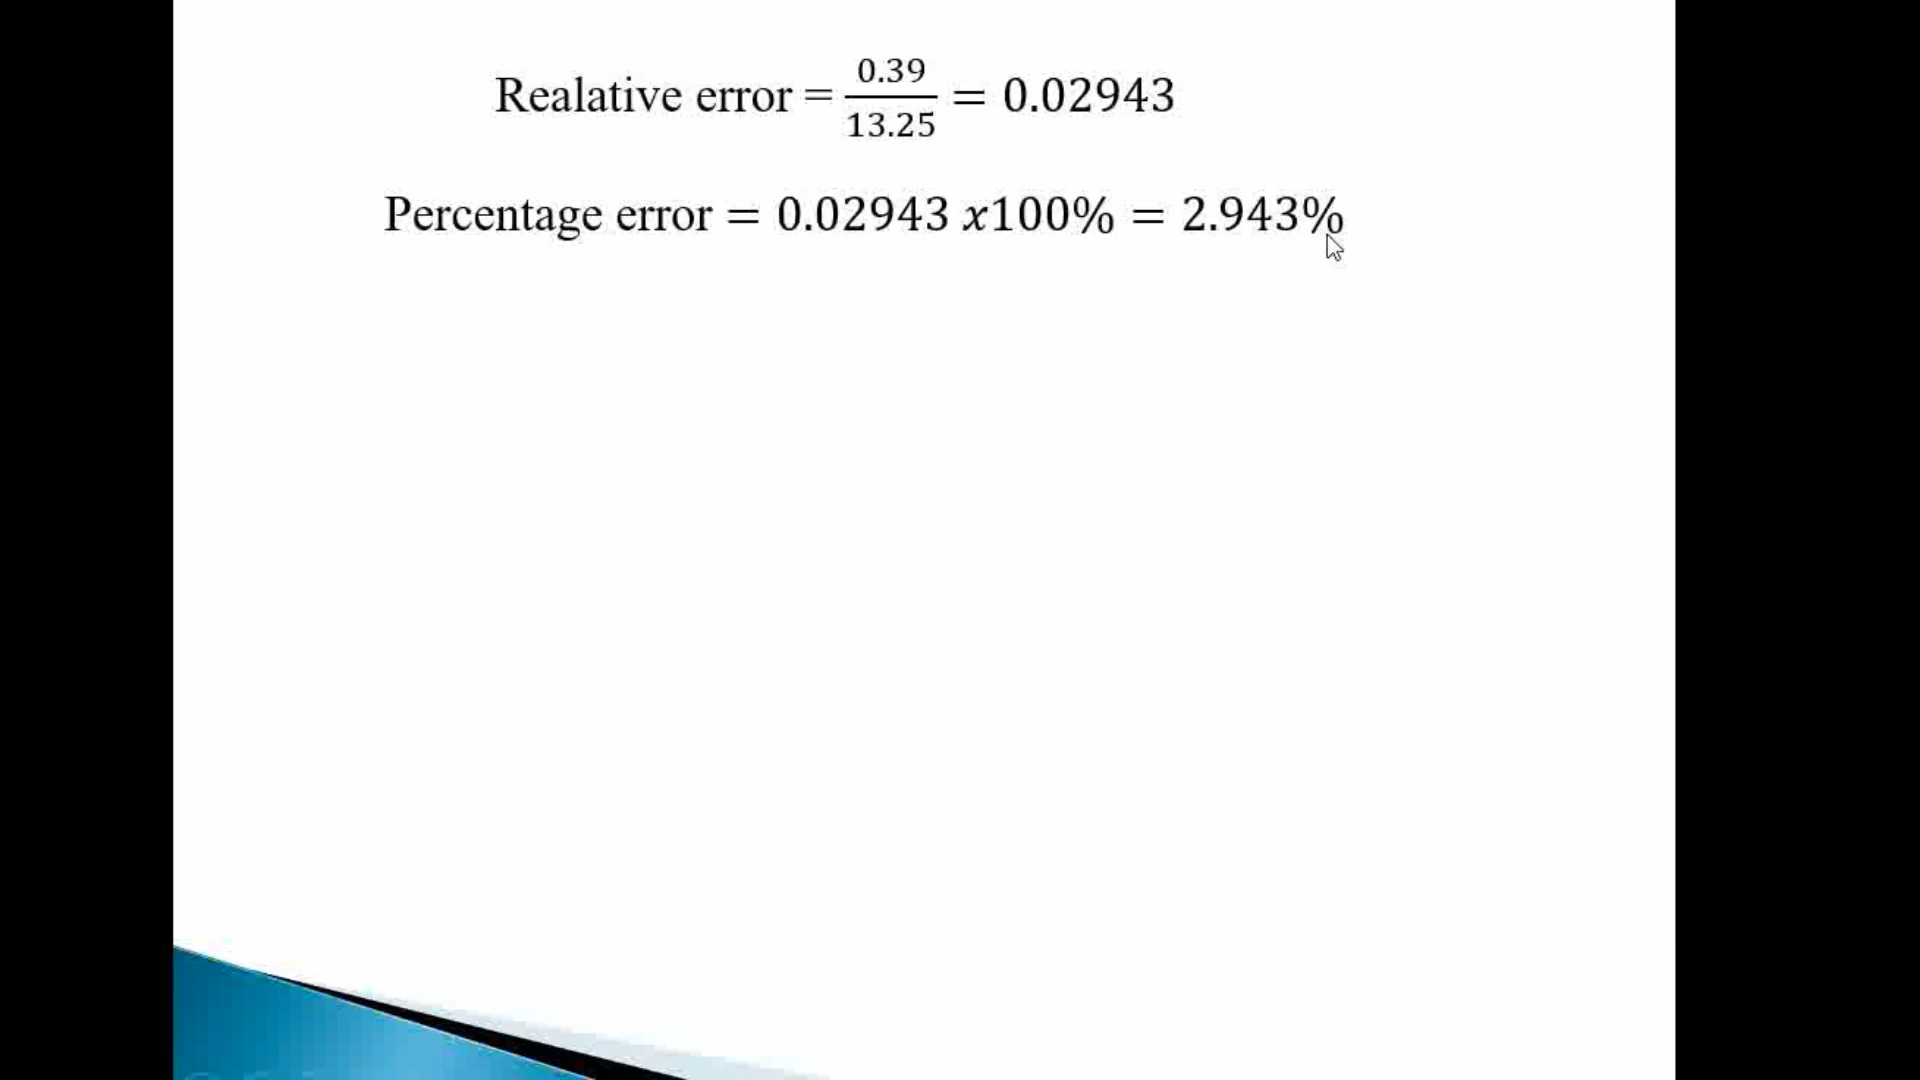 Realative error = 0.39/13.25 = 0.02943
Percentage error = 0.02943 x100% = 2.943%